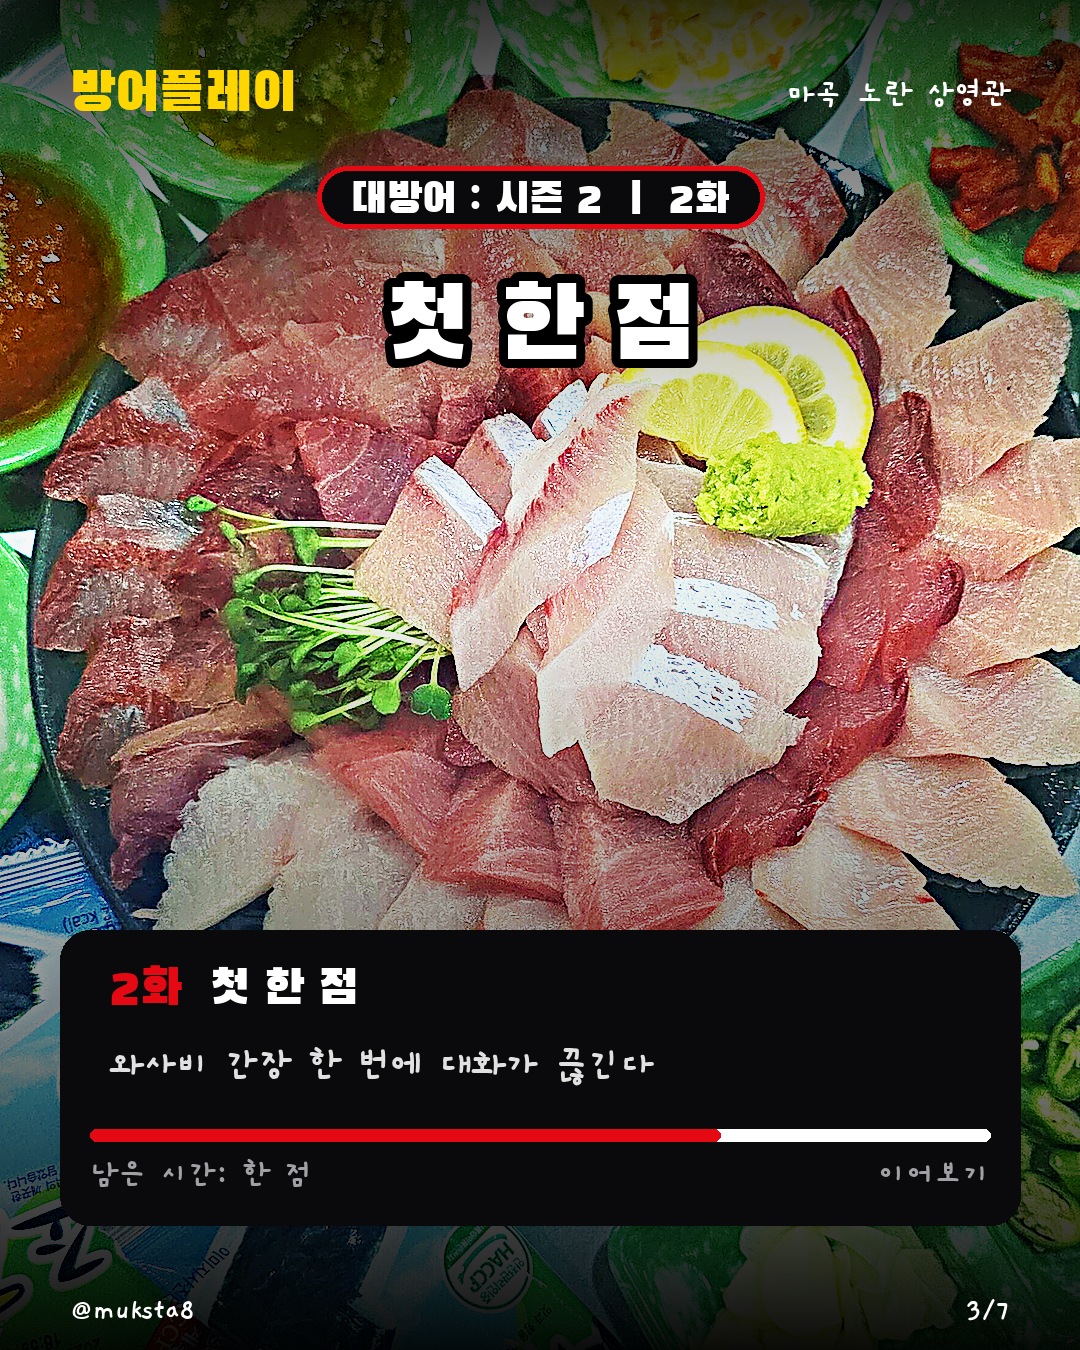 방어플레이
마곡 노란 상영관
대방어 : 시즌 2 | 2화
첫 한 점
2화 첫 한 점
와사비 간장 한 번에 대화가 끊긴다
남은 시간: 한 점
이어보기
HACCP
@muksta8
3/7